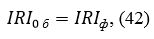 IRI₀ б = IRIф, (42)